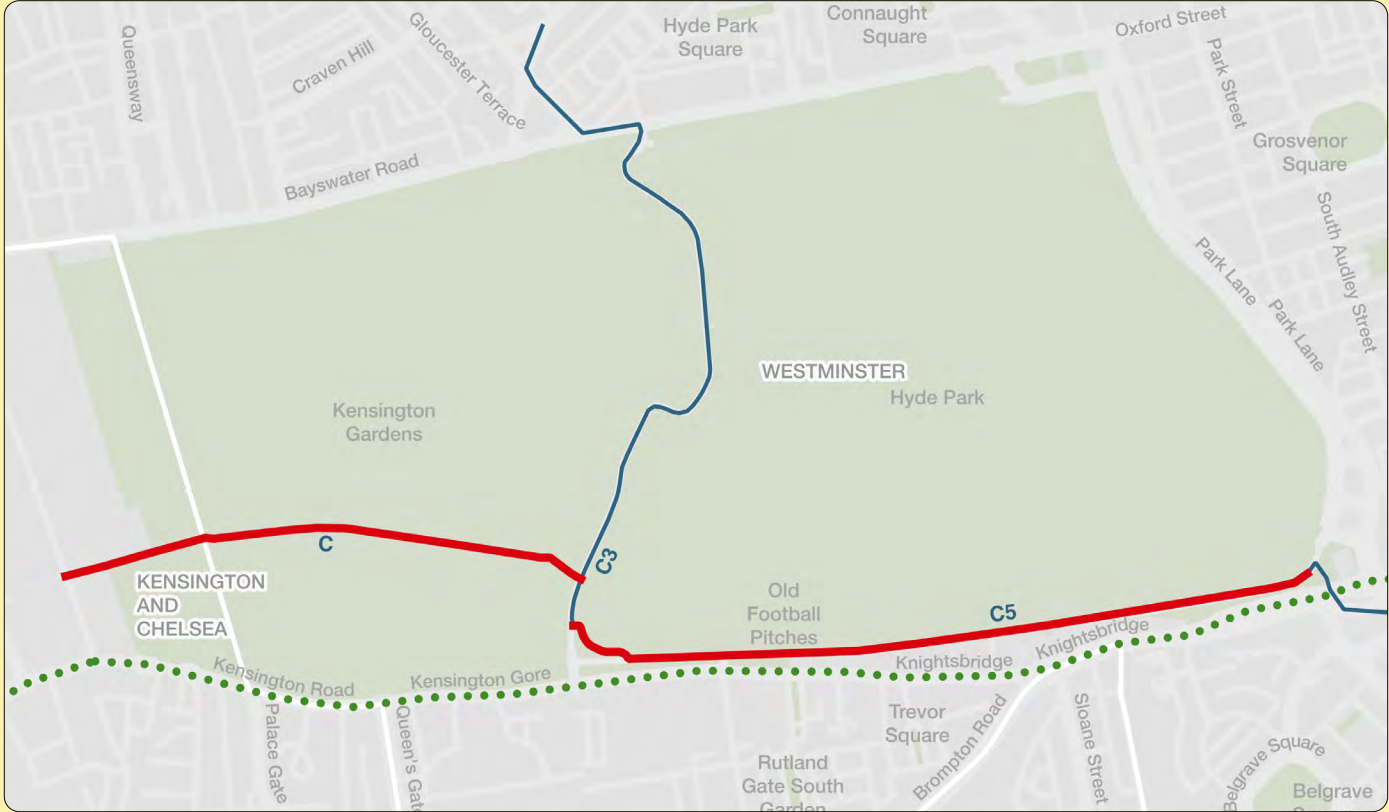 Queensway
Craven Hill
Gloucester Terrace
Hyde Park
Square
Connaught
Square
Oxford Street
Park Street
Grosvenor
Square
Bayswater Road
South Audley Street
Park Lane
Park Lane
WESTMINSTER
Hyde Park
Kensington
Gardens
C
C3
KENSINGTON
AND
CHELSEA
Old
Football
Pitches
C5
Knightsbridge
Knightsbridge
Kensington Road
Kensington Gore
Palace Gate
Queen's Gat
Trevor
Square
Brompton Road
Sloane Street
Rutland
Gate South
Garden
Belgrave Square
Belgrave